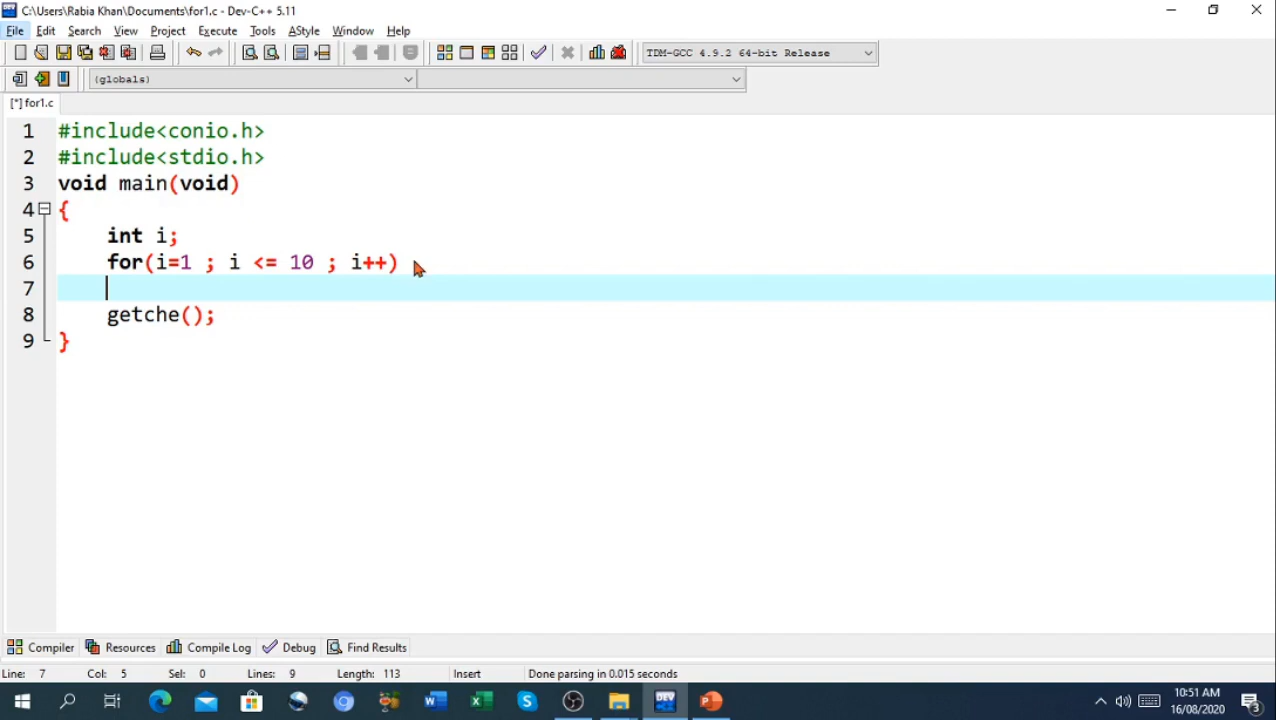 C:\Users\Rabia Khan\Documents\for1.c - Dev-C++ 5.11
File Edit Search View Project Execute Tools AStyle Window Help
TDM-GCC 4.9.2 64-bit Release
(globals)
[*] for1.c
1 #include<conio.h>
2 #include<stdio.h>
3 void main(void)
4 {
5 int i;
6 for(i=1 ; i <= 10 ; i++)
7
8 getche();
9 }
Compiler Resources Compile Log Debug Find Results
Line: 7 Col: 5 Sel: 0 Lines: 9 Length: 113 Insert Done parsing in 0.015 seconds
10:51 AM
16/08/2020